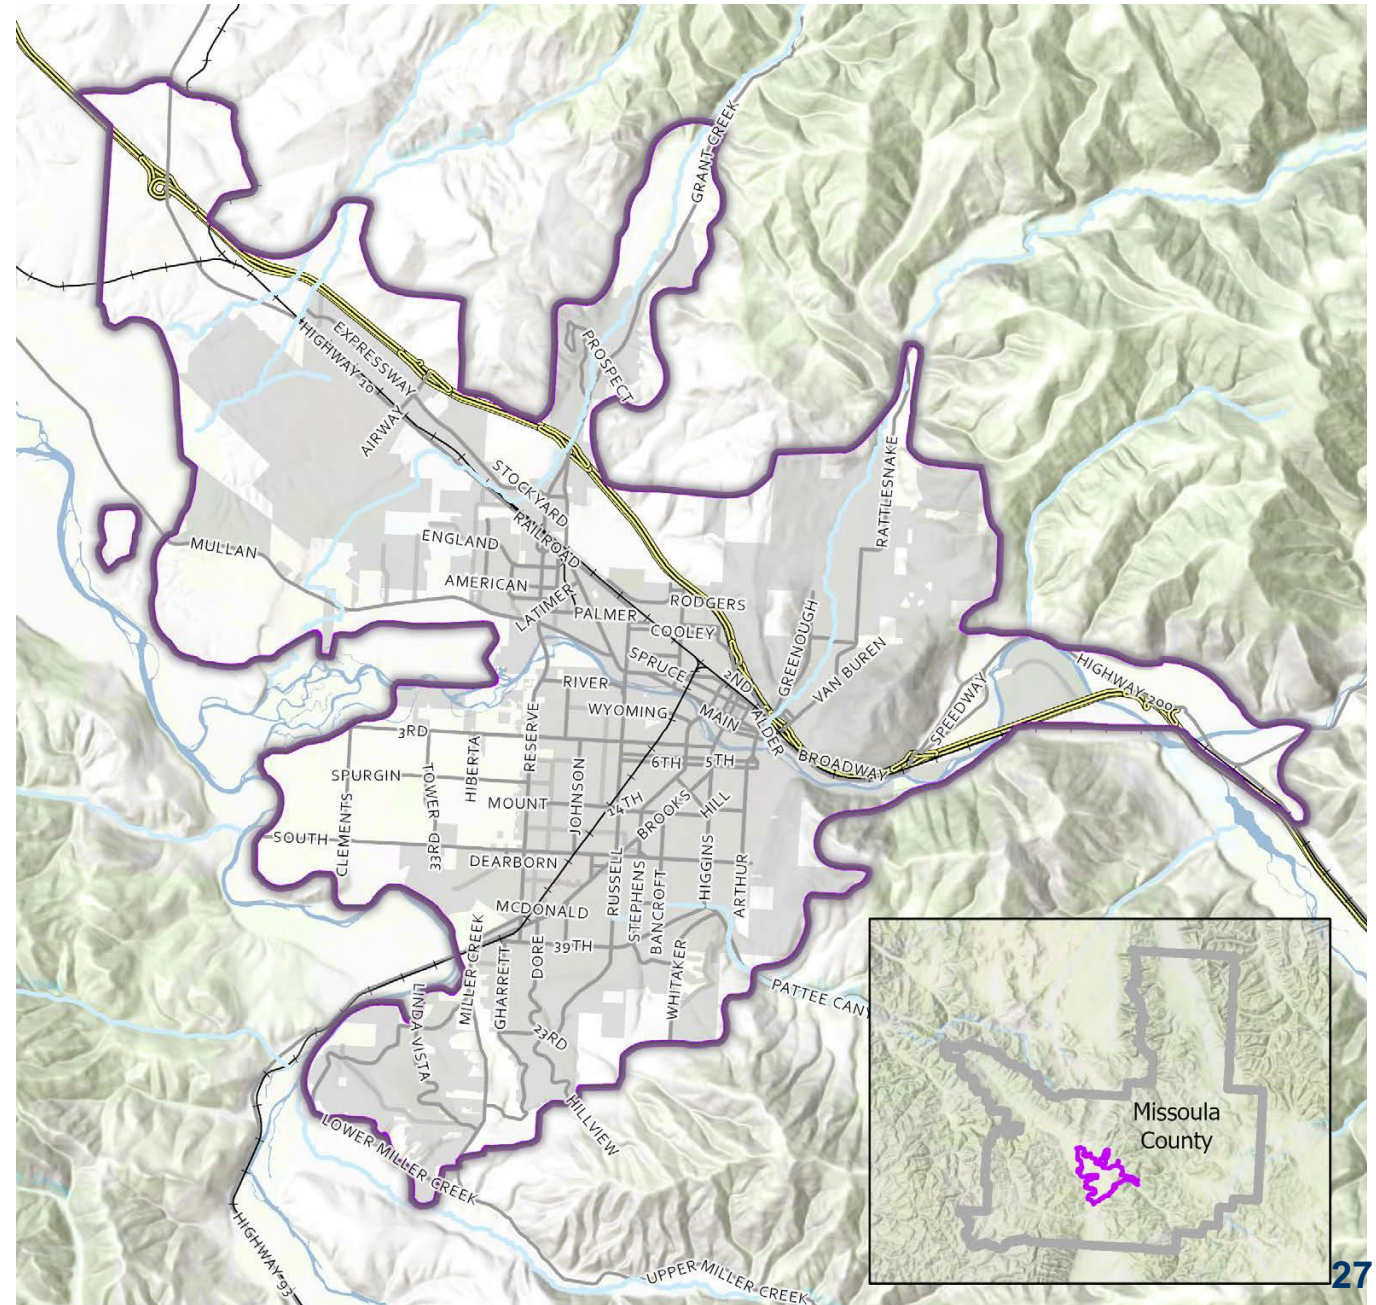 GRANT CREEK
EXPRESSWAY
HIGHWAY 10
PROSPECT
AIRWAY
RATTLESNAKE
STOCKYARD
RAILROAD
MULLAN
ENGLAND
AMERICAN
LATIMER
PALMER
RODGERS
COOLEY
GREENOUGH
SPRUCE
VAN BUREN
2ND
HIGHWAY 200
RIVER
WYOMING
MAIN
ALDER
SPEEDWAY
3RD
RESERVE
HIBERTA
BROADWAY
6TH
5TH
SPURGIN
TOWER
JOHNSON
MOUNT
14TH
BROOKS
HILL
CLEMENTS
SOUTH
33RD
DEARBORN
RUSSELL
STEPHENS
BANCROFT
HIGGINS
ARTHUR
MCDONALD
39TH
MILLER CREEK
GHARRETT
DORE
WHITAKER
LINDA VISTA
PATTEE CANY
23RD
HILLVIEW
LOWER MILLER CREEK
HIGHWAY 93
UPPER MILLER CREEK
Missoula
County
27